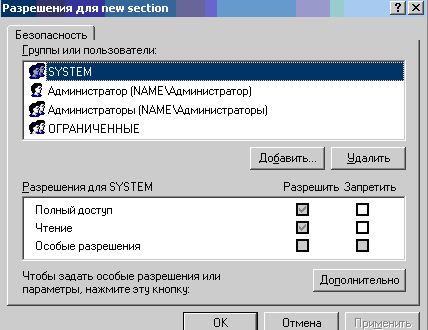 Разрешения для new section
Безопасность
Группы или пользователи:
SYSTEM
Администратор (NAME\Администратор)
Администраторы (NAME\Администраторы)
ОГРАНИЧЕННЫЕ
Добавить... Удалить
Разрешения для SYSTEM Разрешить Запретить
Полный доступ
Чтение
Особые разрешения
Чтобы задать особые разрешения или
параметры, нажмите эту кнопку: Дополнительно
OK Отмена Применить